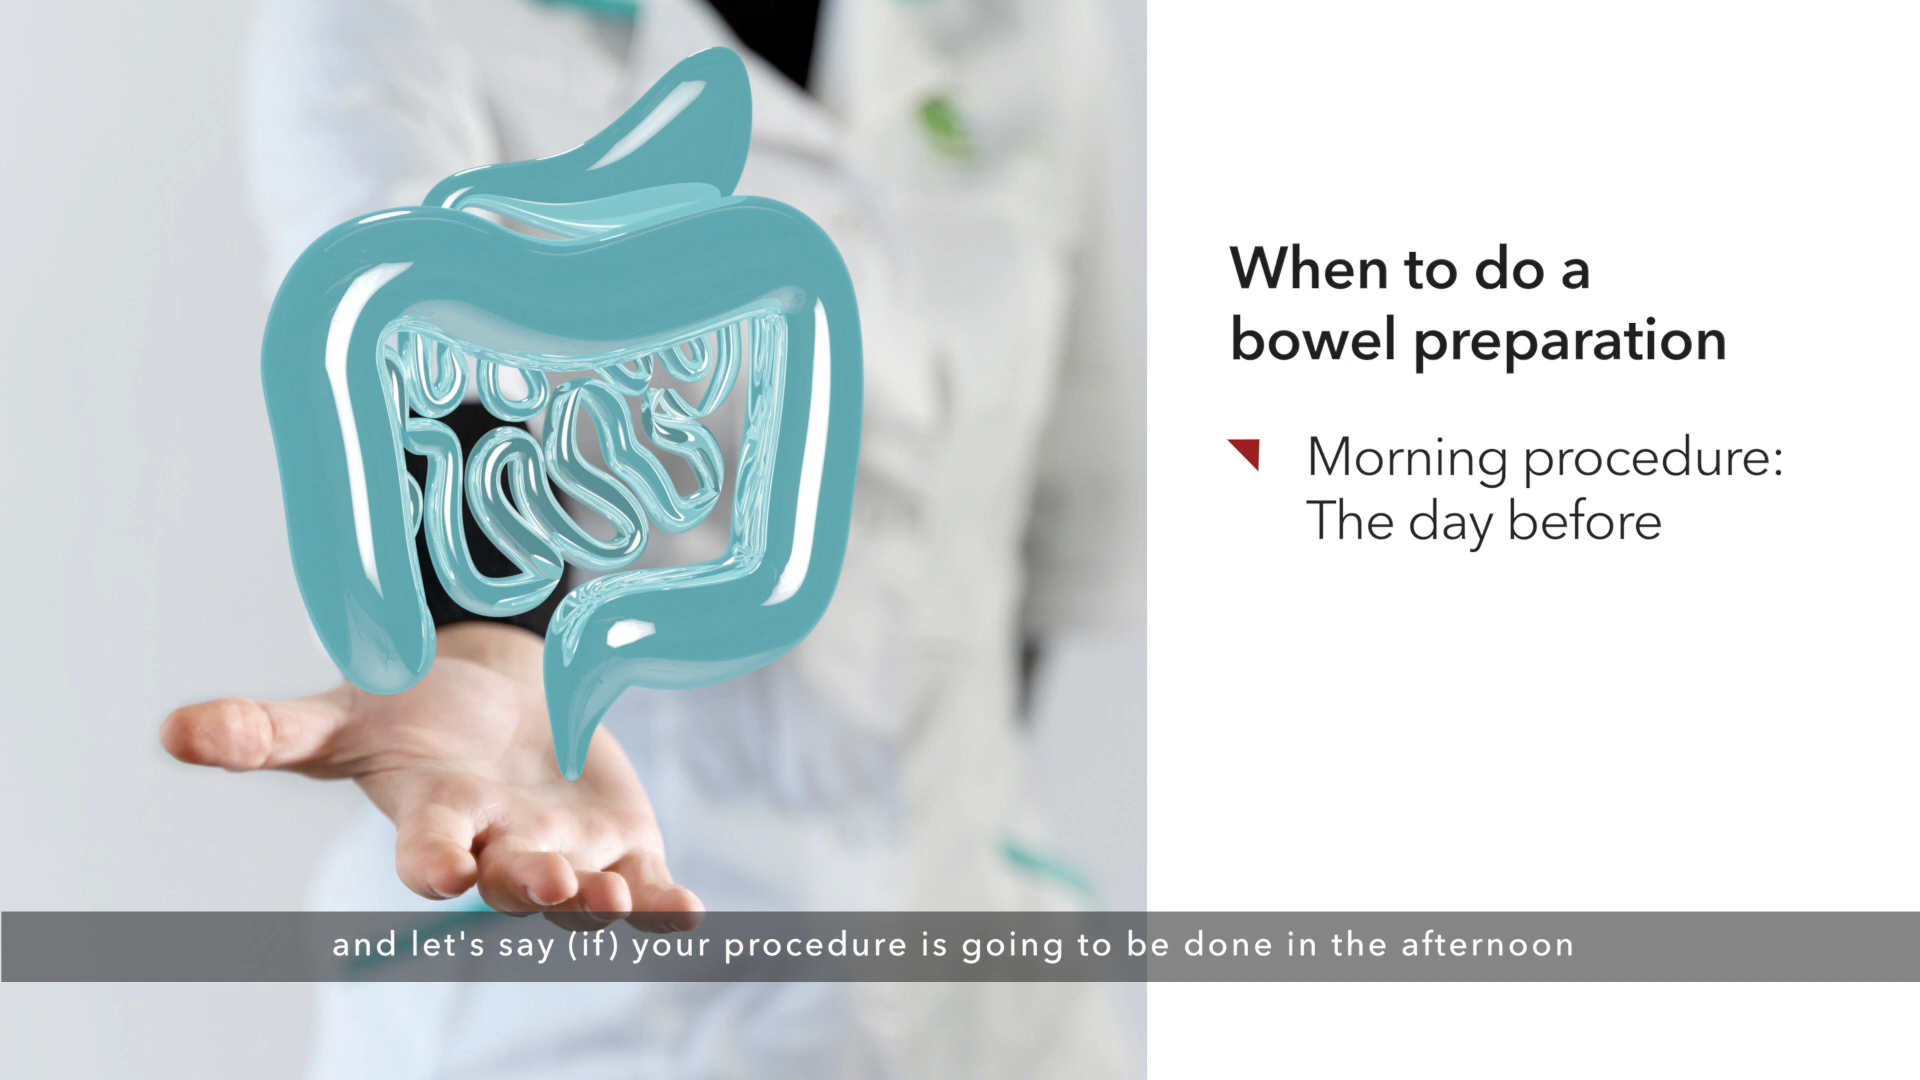 When to do a
bowel preparation
Morning procedure:
The day before
and let's say (if) your procedure is going to be done in the afternoon